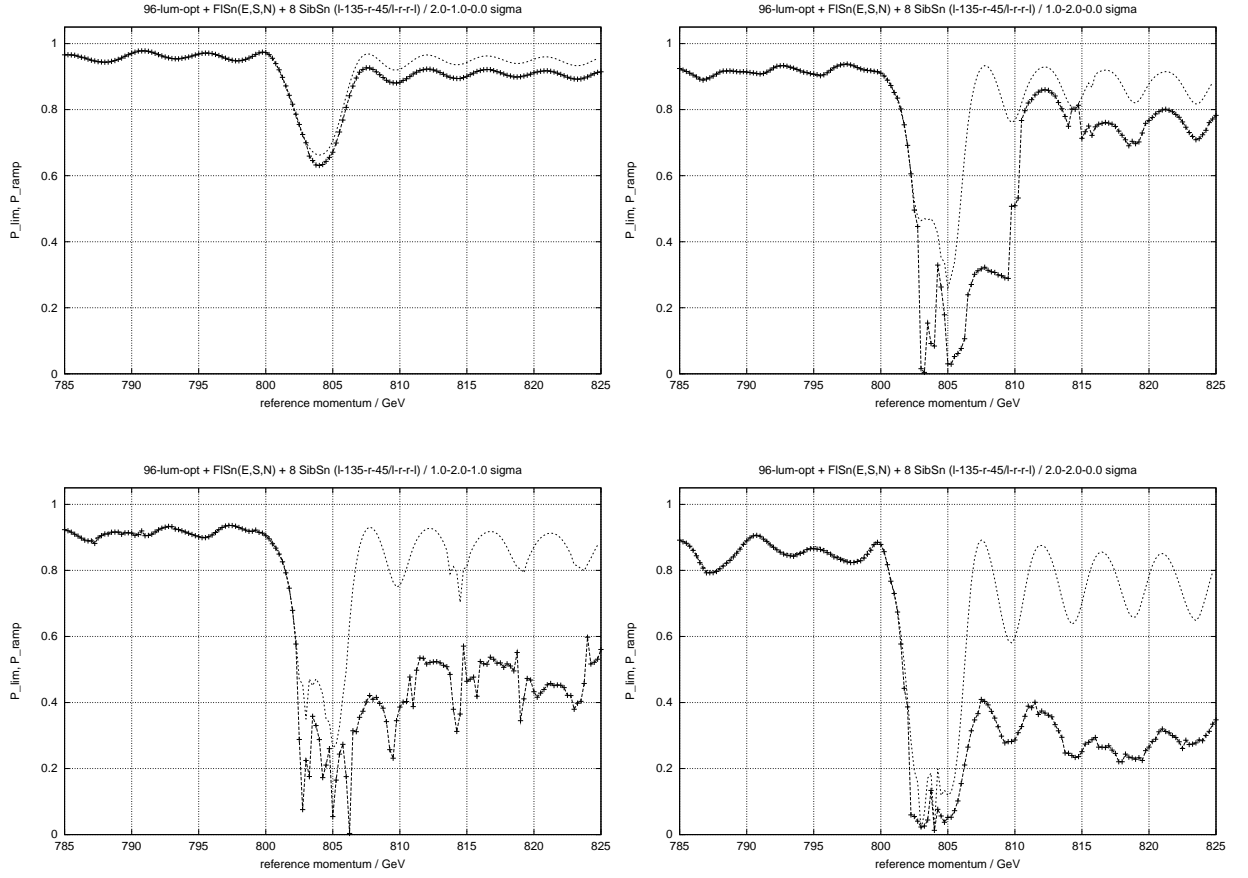 96-lum-opt + FlSn(E,S,N) + 8 SibSn (l-135-r-45/l-r-r-l) / 2.0-1.0-0.0 sigma
1
0.8
0.6
0.4
0.2
0
P_lim, P_ramp
785 790 795 800 805 810 815 820 825
reference momentum / GeV
96-lum-opt + FlSn(E,S,N) + 8 SibSn (l-135-r-45/l-r-r-l) / 1.0-2.0-0.0 sigma
1
0.8
0.6
0.4
0.2
0
P_lim, P_ramp
785 790 795 800 805 810 815 820 825
reference momentum / GeV
96-lum-opt + FlSn(E,S,N) + 8 SibSn (l-135-r-45/l-r-r-l) / 1.0-2.0-1.0 sigma
1
0.8
0.6
0.4
0.2
0
P_lim, P_ramp
785 790 795 800 805 810 815 820 825
reference momentum / GeV
96-lum-opt + FlSn(E,S,N) + 8 SibSn (l-135-r-45/l-r-r-l) / 2.0-2.0-0.0 sigma
1
0.8
0.6
0.4
0.2
0
P_lim, P_ramp
785 790 795 800 805 810 815 820 825
reference momentum / GeV